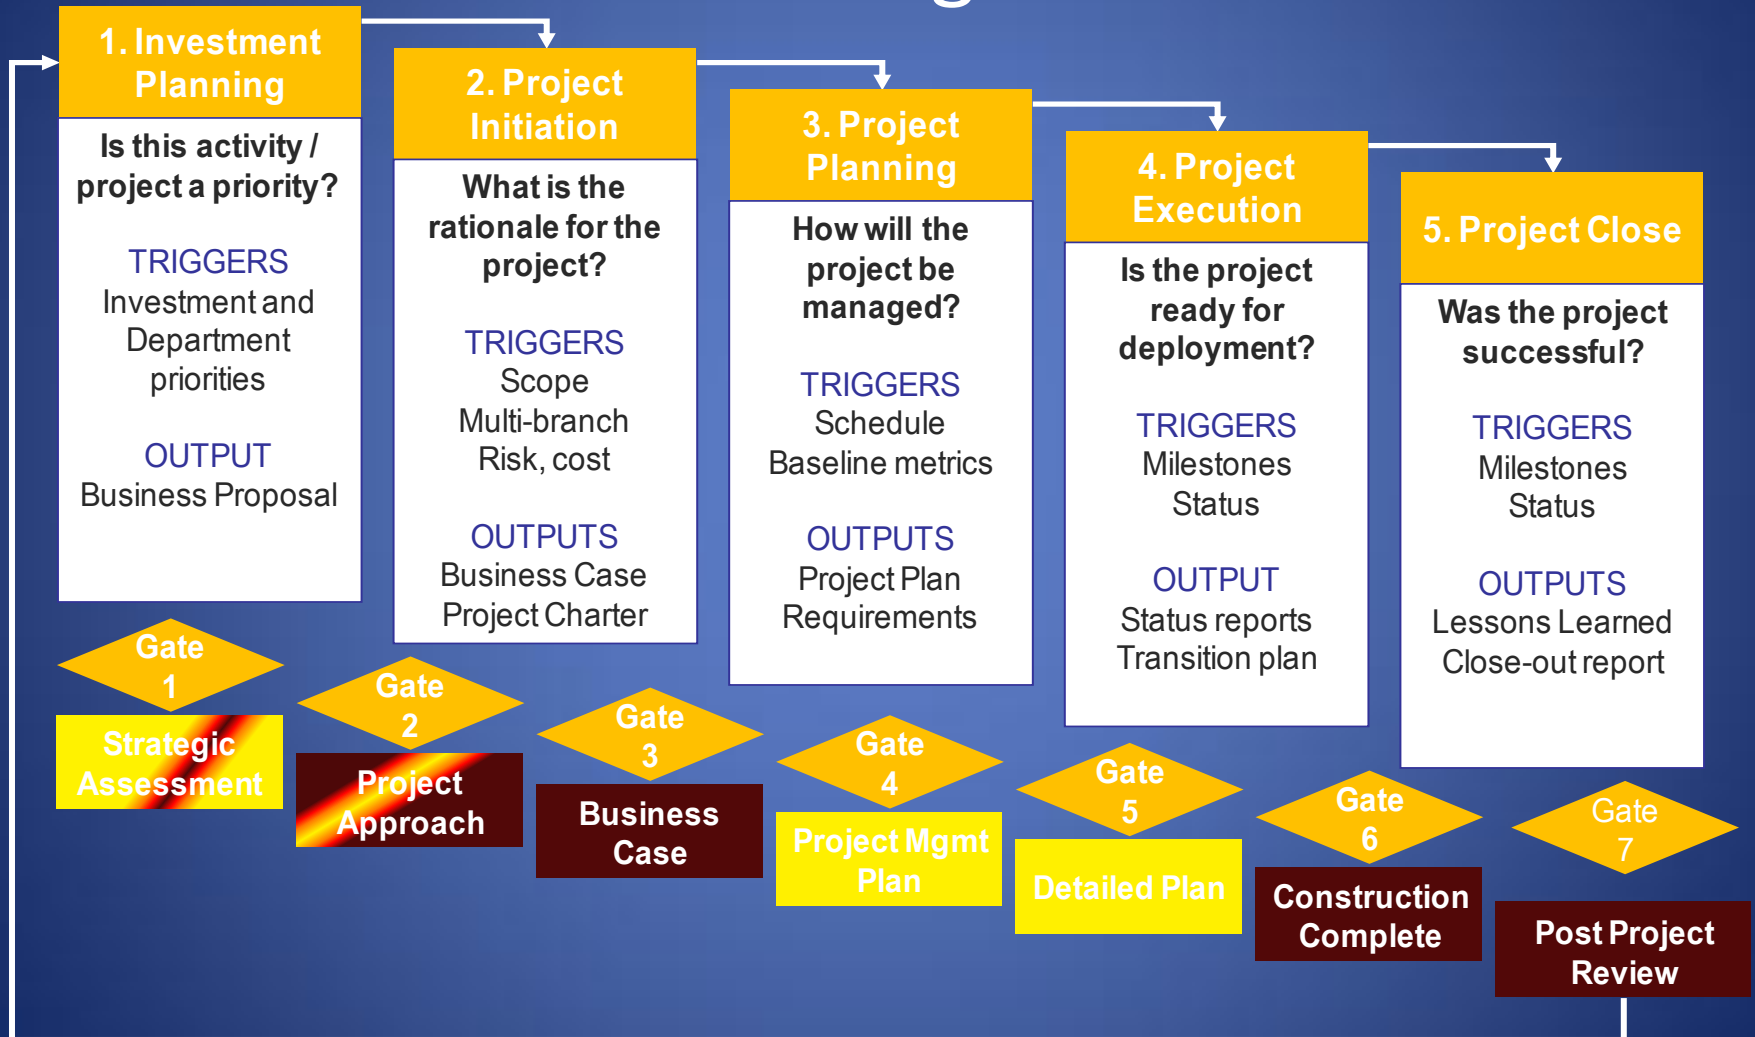 1. Investment
Planning
Is this activity /
project a priority?
TRIGGERS
Investment and
Department
priorities
OUTPUT
Business Proposal
2. Project
Initiation
What is the
rationale for the
project?
TRIGGERS
Scope
Multi-branch
Risk, cost
OUTPUTS
Business Case
Project Charter
3. Project
Planning
How will the
project be
managed?
TRIGGERS
Schedule
Baseline metrics
OUTPUTS
Project Plan
Requirements
4. Project
Execution
Is the project
ready for
deployment?
TRIGGERS
Milestones
Status
OUTPUT
Status reports
Transition plan
5. Project Close
Was the project
successful?
TRIGGERS
Milestones
Status
OUTPUTS
Lessons Learned
Close-out report
Gate
1
Strategic
Assessment
Gate
2
Project
Approach
Gate
3
Business
Case
Gate
4
Project Mgmt
Plan
Gate
5
Detailed Plan
Gate
6
Construction
Complete
Gate
7
Post Project
Review